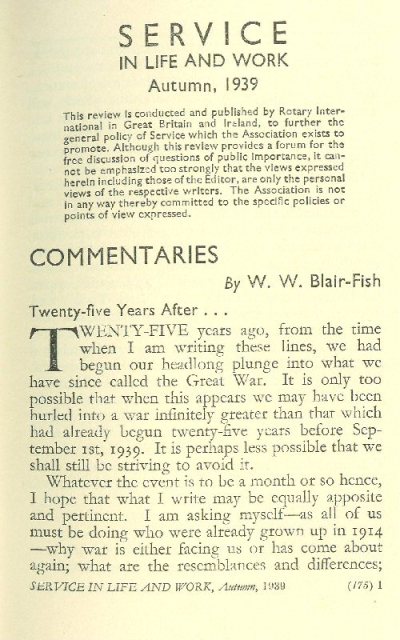 SERVICE
IN LIFE AND WORK
Autumn, 1939
This review is conducted and published by Rotary Inter-
national in Great Britain and Ireland, to further the
general policy of Service which the Association exists to
promote. Although this review provides a forum for the
free discussion of questions of public importance, it can-
not be emphasized too strongly that the views expressed
herein including those of the Editor, are only the personal
views of the respective writers. The Association is not
in any way thereby committed to the specific policies or
points of view expressed.
COMMENTARIES
By W. W. Blair-Fish
Twenty-five Years After . . .
TWENTY-FIVE years ago, from the time
when I am writing these lines, we had
begun our headlong plunge into what we
have since called the Great War. It is only too
possible that when this appears we may have been
hurled into a war infinitely greater than that which
had already begun twenty-five years before Sep-
tember 1st, 1939. It is perhaps less possible that we
shall still be striving to avoid it.
Whatever the event is to be a month or so hence,
I hope that what I write may be equally apposite
and pertinent. I am asking myself—as all of us
must be doing who were already grown up in 1914
—why war is either facing us or has come about
again; what are the resemblances and differences;
SERVICE IN LIFE AND WORK, Autumn, 1939 (175) 1